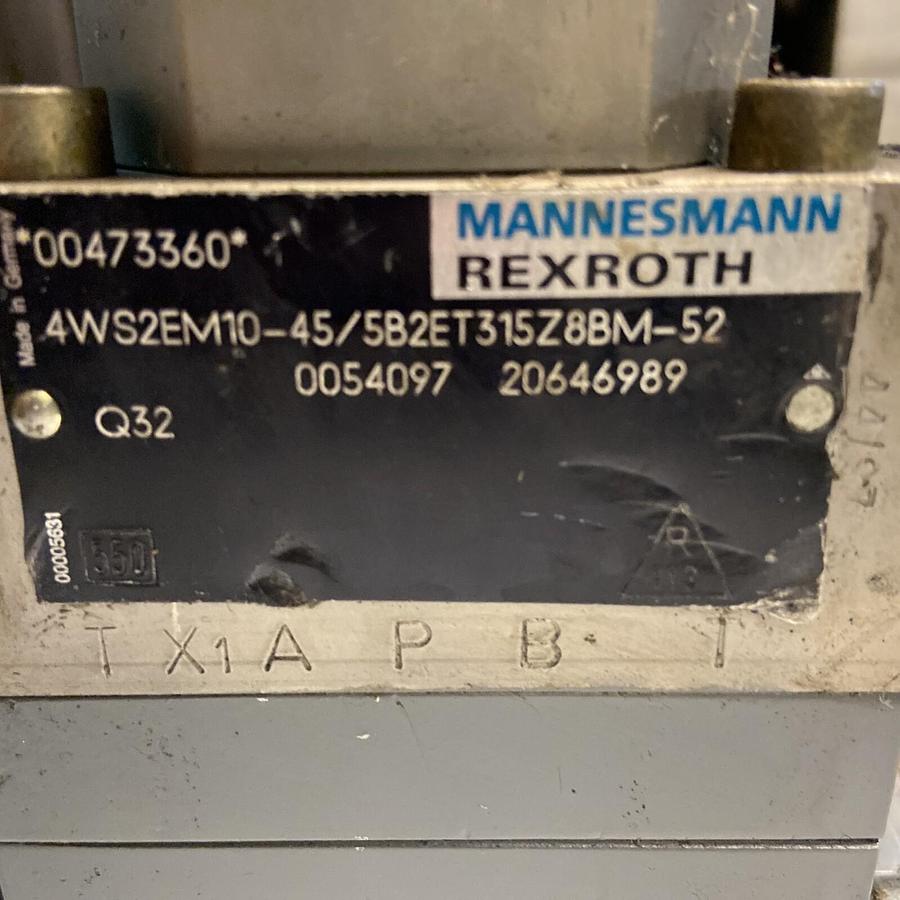 MANNESMANN
REXROTH
*00473360*
Made in Germany
4WS2EM10-45/5B2ET315Z8BM-52
0054097 20646989
Q32
00005631
350
R
T X1 A P B T